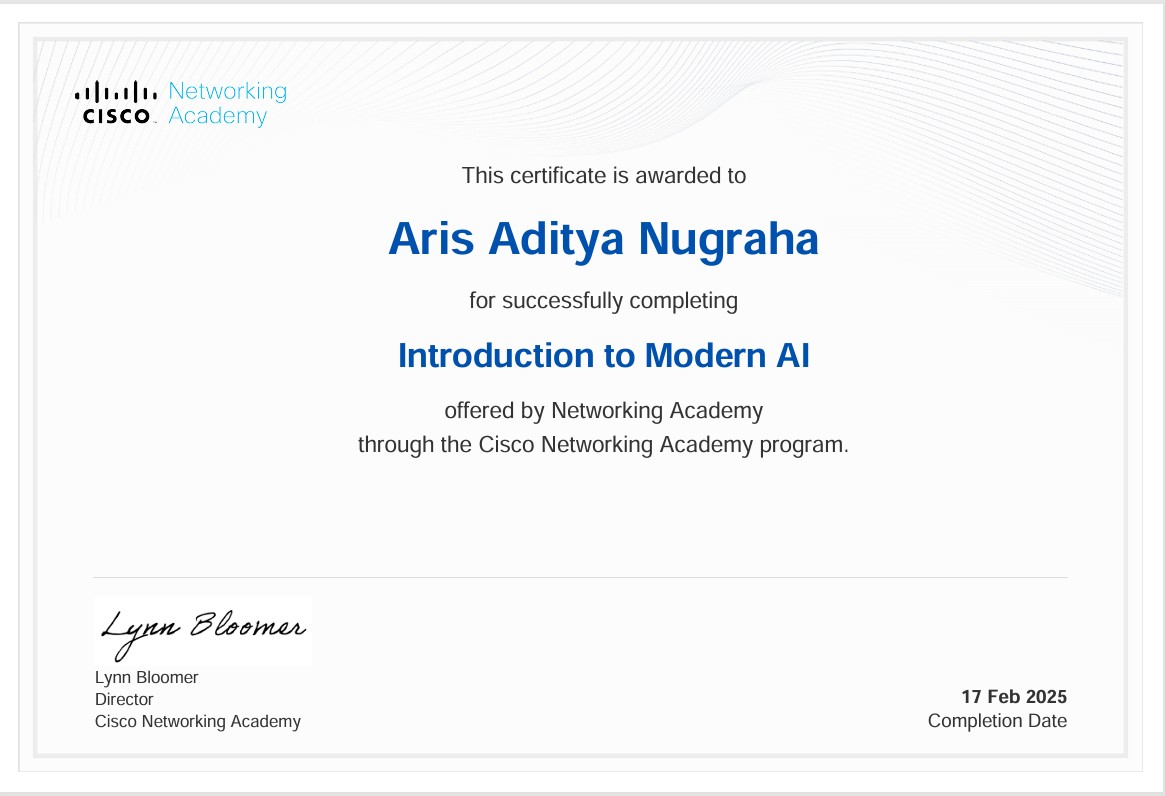 Networking
CISCO Academy
This certificate is awarded to
Aris Aditya Nugraha
for successfully completing
Introduction to Modern AI
offered by Networking Academy
through the Cisco Networking Academy program.
Lynn Bloomer
Lynn Bloomer
Director
Cisco Networking Academy
17 Feb 2025
Completion Date